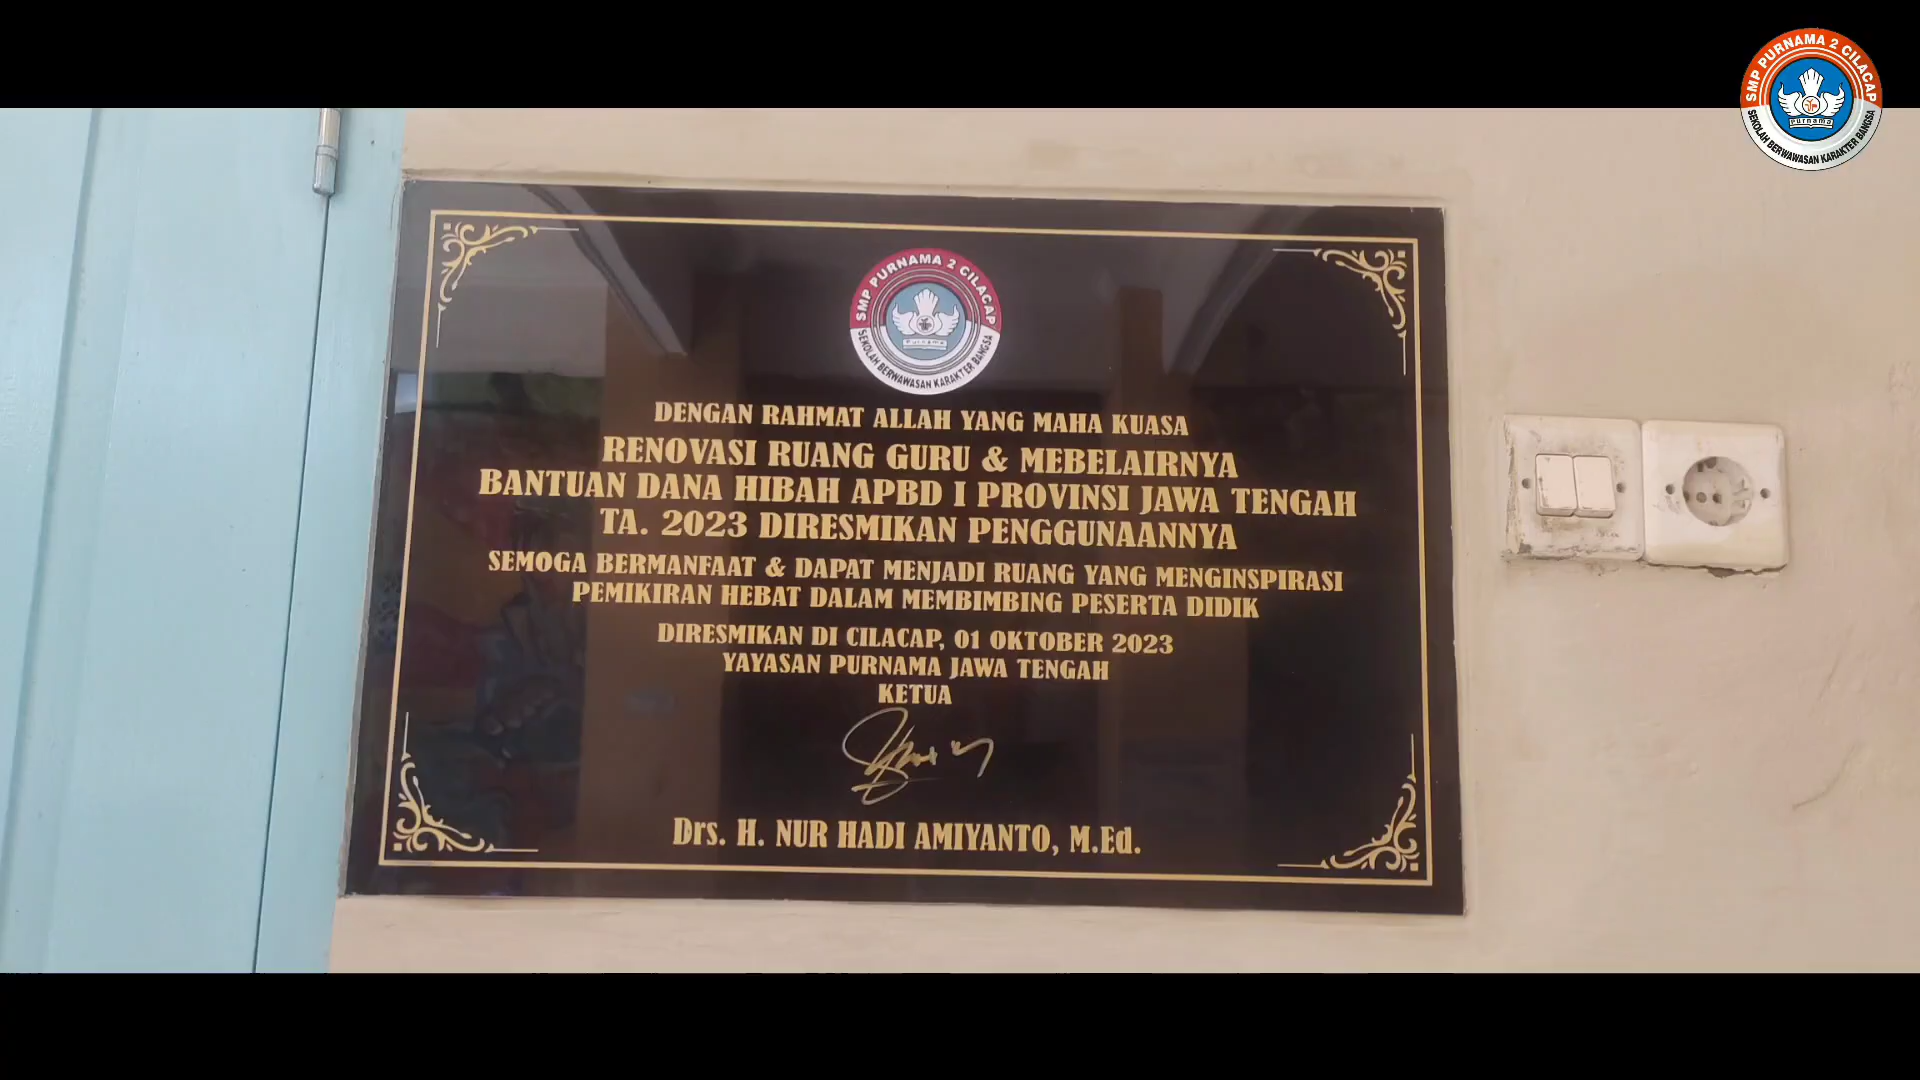 SMP PURNAMA 2 CILACAP
Purnama
SEKOLAH BERWAWASAN KARAKTER BANGSA
SMP PURNAMA 2 CILACAP
PURNAMA
SEKOLAH BERWAWASAN KARAKTER BANGSA
DENGAN RAHMAT ALLAH YANG MAHA KUASA
RENOVASI RUANG GURU & MEBELAIRNYA
BANTUAN DANA HIBAH APBD I PROVINSI JAWA TENGAH
TA. 2023 DIRESMIKAN PENGGUNAANNYA
SEMOGA BERMANFAAT & DAPAT MENJADI RUANG YANG MENGINSPIRASI
PEMIKIRAN HEBAT DALAM MEMBIMBING PESERTA DIDIK
DIRESMIKAN DI CILACAP, 01 OKTOBER 2023
YAYASAN PURNAMA JAWA TENGAH
KETUA
Drs. H. NUR HADI AMIYANTO, M.Ed.